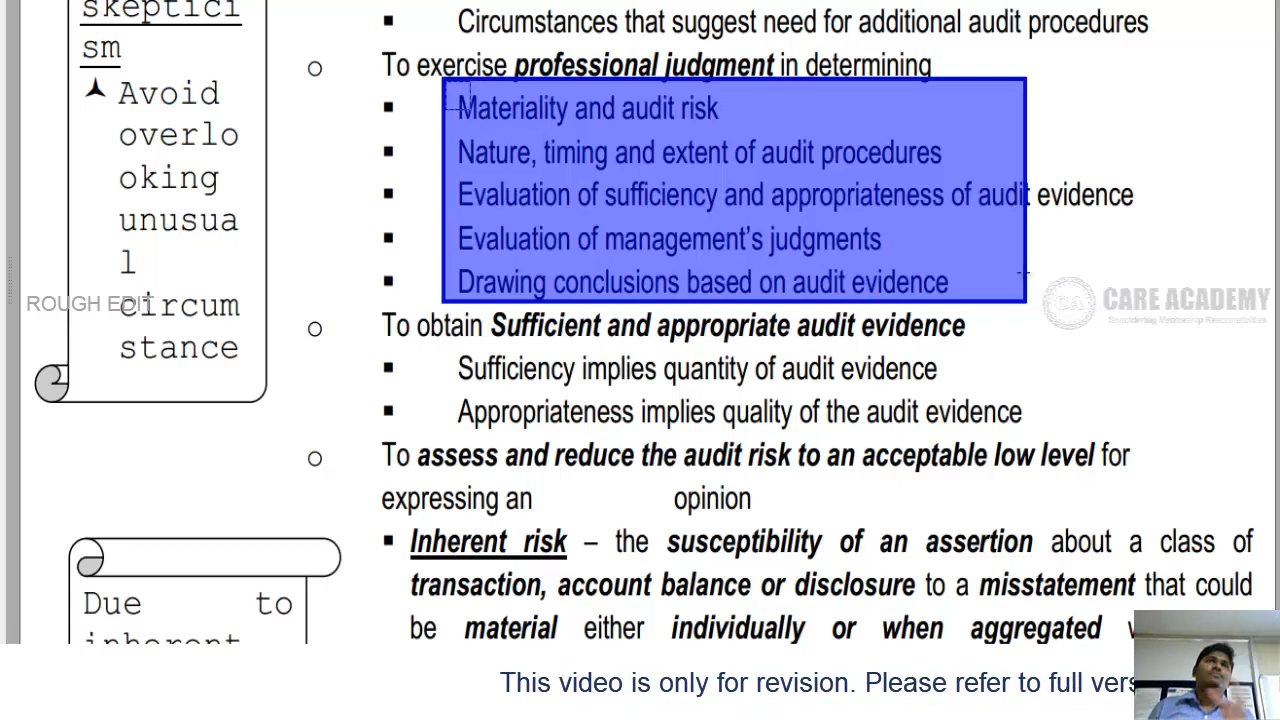 skeptici
sm
Avoid
overlo
oking
unusua
l
circum
stance
ROUGH EDIT
Circumstances that suggest need for additional audit procedures
To exercise professional judgment in determining
Materiality and audit risk
Nature, timing and extent of audit procedures
Evaluation of sufficiency and appropriateness of audit evidence
Evaluation of management's judgments
Drawing conclusions based on audit evidence
CA
CARE ACADEMY
Shouldering Mentorship Responsibilities
To obtain Sufficient and appropriate audit evidence
Sufficiency implies quantity of audit evidence
Appropriateness implies quality of the audit evidence
To assess and reduce the audit risk to an acceptable low level for
expressing an opinion
Inherent risk – the susceptibility of an assertion about a class of
transaction, account balance or disclosure to a misstatement that could
be material either individually or when aggregated
Due to
inherent
This video is only for revision. Please refer to full